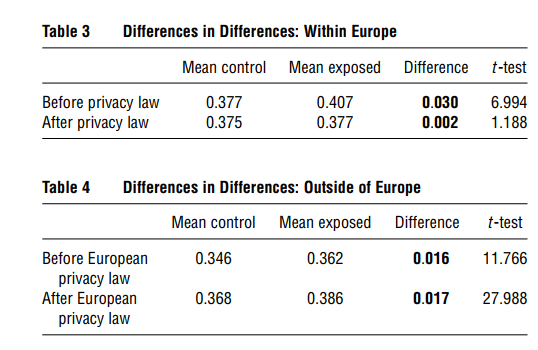 Table 3 Differences in Differences: Within Europe
Mean control Mean exposed Difference t-test
Before privacy law 0.377 0.407 0.030 6.994
After privacy law 0.375 0.377 0.002 1.188
Table 4 Differences in Differences: Outside of Europe
Mean control Mean exposed Difference t-test
Before European 0.346 0.362 0.016 11.766
privacy law
After European 0.368 0.386 0.017 27.988
privacy law